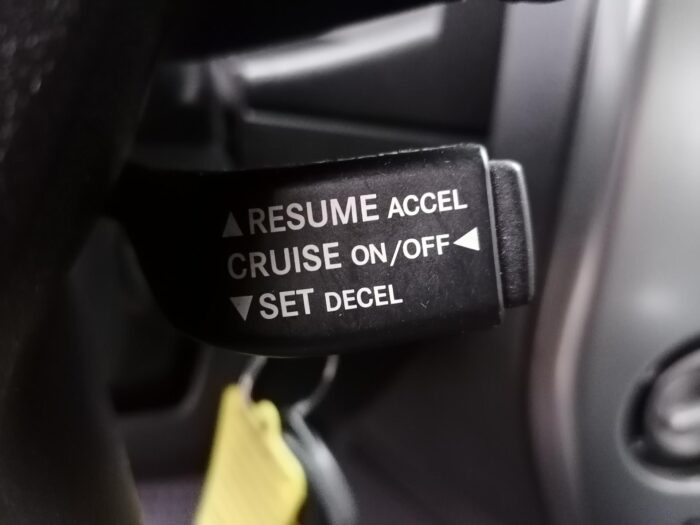 ▲RESUME ACCEL
CRUISE ON/OFF◀
▼SET DECEL